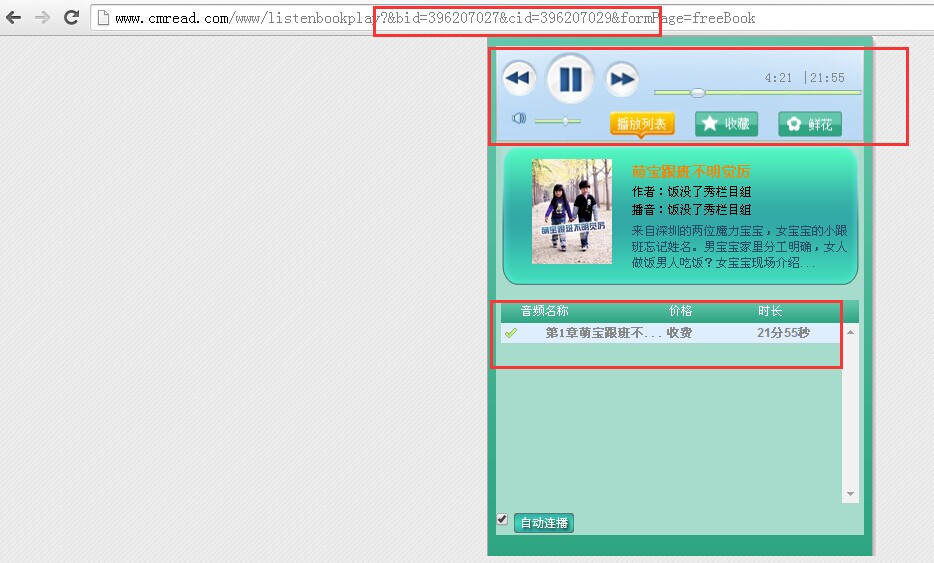 www.cmread.com/www/listenbookplay?&bid=396207027&cid=396207029&formPage=freeBook
4:21 |21:55
播放列表 收藏 鲜花
萌宝跟班不明觉厉
作者：饭没了秀栏目组
播音：饭没了秀栏目组
来自深圳的两位魔力宝宝，女宝宝的小跟
班忘记姓名。男宝宝家里分工明确，女人
做饭男人吃饭？女宝宝现场介绍...
萌宝跟班不明觉厉
音频名称 价格 时长
第1章萌宝跟班不... 收费 21分55秒
自动连播